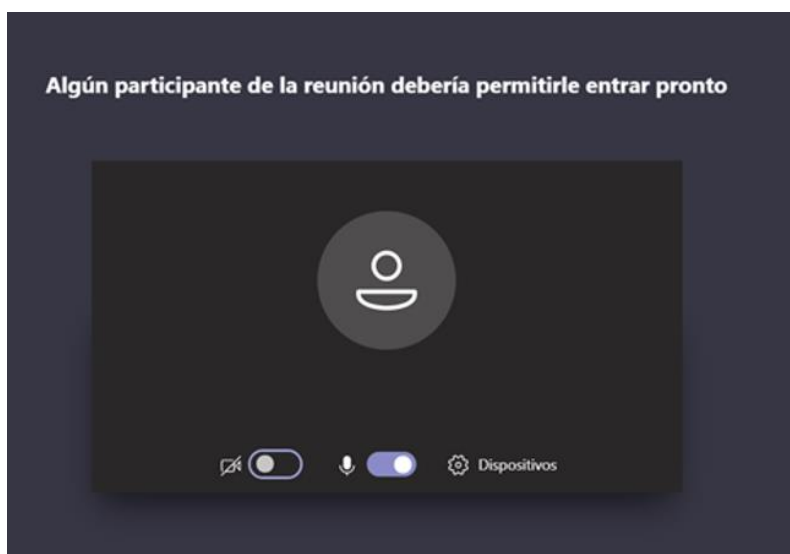 Algún participante de la reunión debería permitirle entrar pronto
Dispositivos